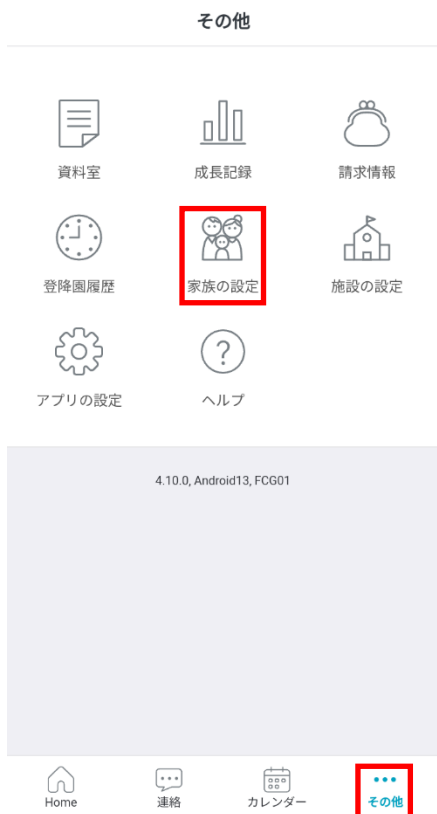 その他
資料室
成長記録
請求情報
登降園履歴
家族の設定
施設の設定
アプリの設定
ヘルプ
4.10.0, Android13, FCG01
Home
連絡
カレンダー
その他